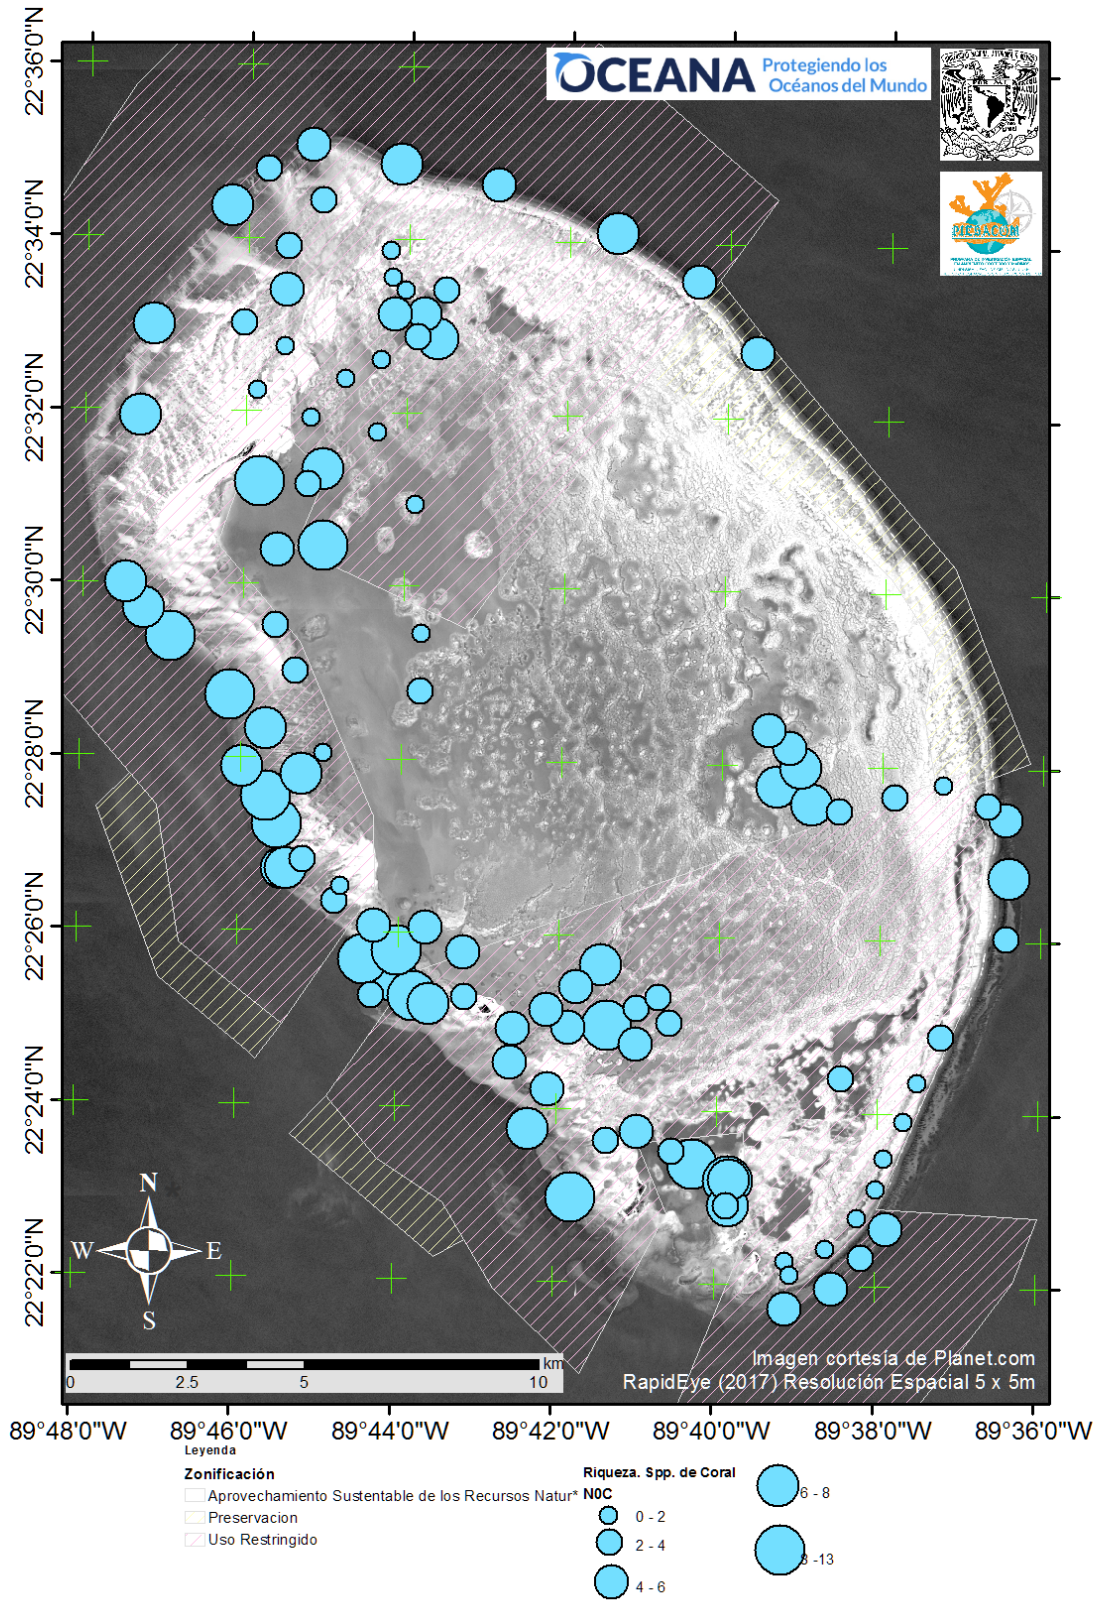 OCEANA
Protegiendo los
Océanos del Mundo
22°36'0"N
22°34'0"N
22°32'0"N
22°30'0"N
22°28'0"N
22°26'0"N
22°24'0"N
22°22'0"N
N
W
E
S
km
0
2.5
5
10
Imagen cortesía de Planet.com
RapidEye (2017) Resolución Espacial 5 x 5m
89°48'0"W
89°46'0"W
89°44'0"W
89°42'0"W
89°40'0"W
89°38'0"W
89°36'0"W
Leyenda
Zonificación
Aprovechamiento Sustentable de los Recursos Natur*
Preservacion
Uso Restringido
Riqueza. Spp. de Coral
N0C
0 - 2
2 - 4
4 - 6
6 - 8
8 -13